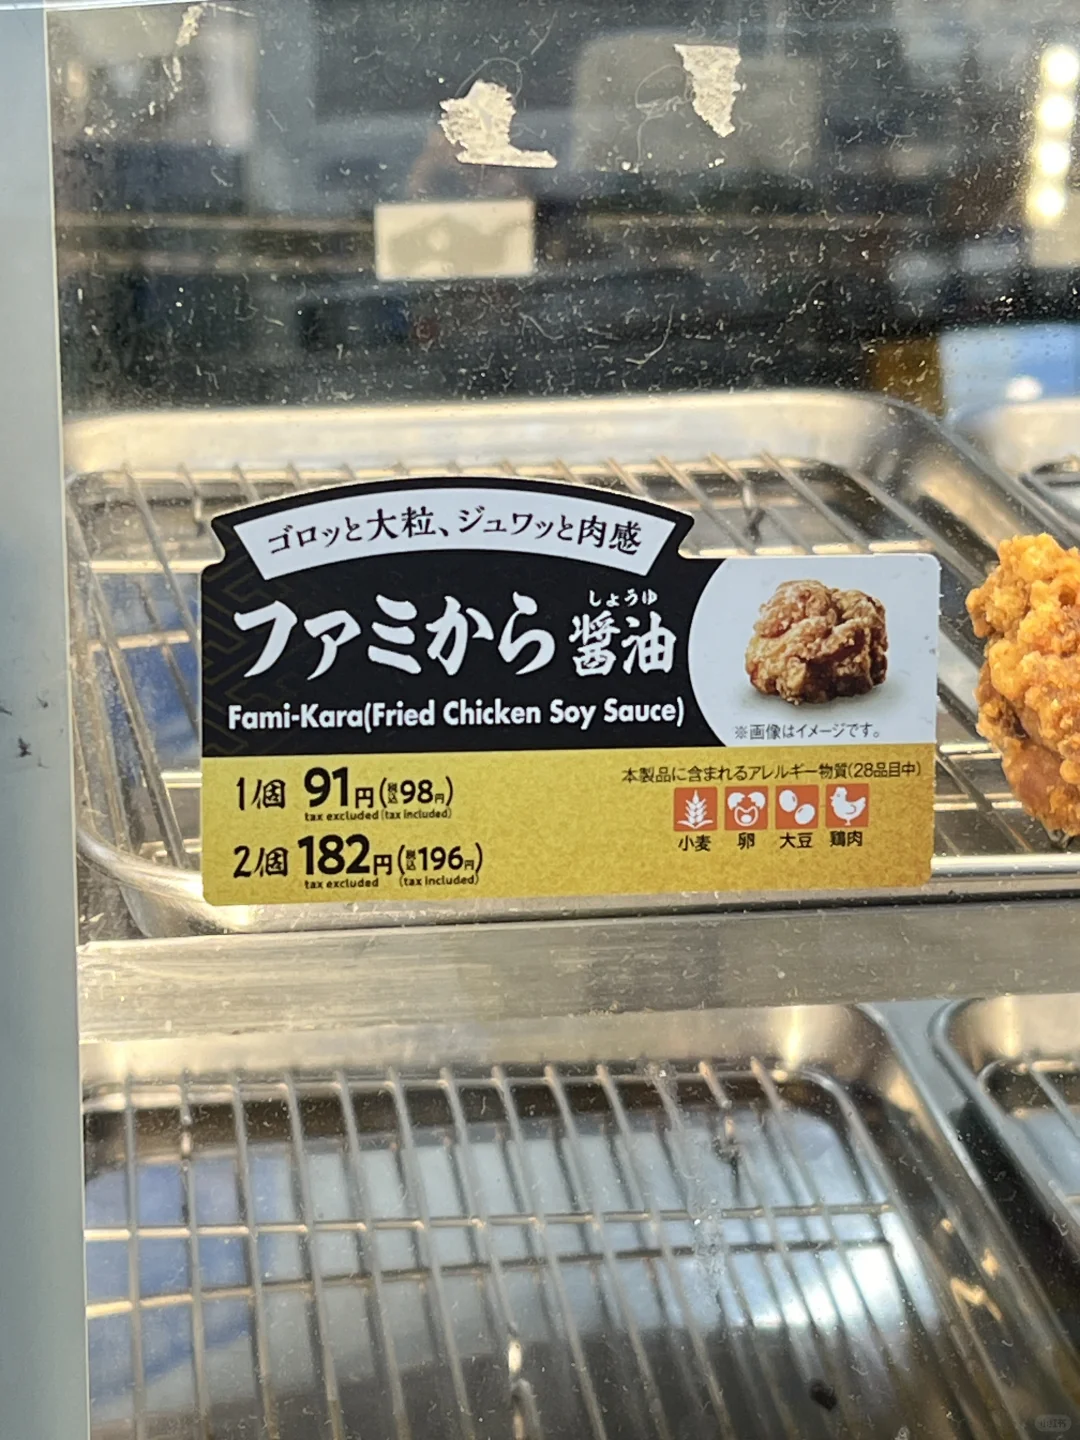 ゴロッと大粒、ジュワッと肉感
しょうゆ
ファミから醤油
Fami-Kara(Fried Chicken Soy Sauce)
※画像はイメージです。
1個 91円(税込98円)
tax excluded (tax included)
2個 182円(税込196円)
tax excluded (tax included)
本製品に含まれるアレルギー物質(28品目中)
小麦 卵 大豆 鶏肉
小红书